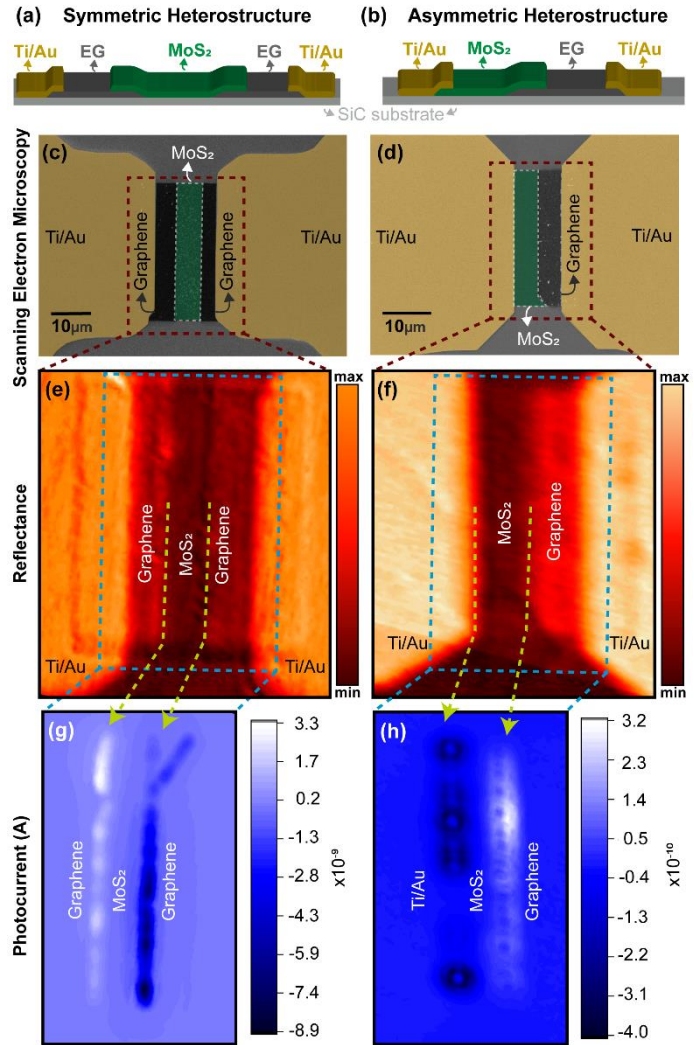 (a) Symmetric Heterostructure
(b) Asymmetric Heterostructure
Ti/Au EG MoS₂ EG Ti/Au
Ti/Au MoS₂ EG Ti/Au
SiC substrate
Scanning Electron Microscopy
(c)
MoS₂
Ti/Au
Graphene
Graphene
Ti/Au
10µm
(d)
Ti/Au
Graphene
Ti/Au
10µm
MoS₂
Reflectance
(e)
Graphene
MoS₂
Graphene
Ti/Au
Ti/Au
max
min
(f)
MoS₂
Graphene
Ti/Au
Ti/Au
max
min
Photocurrent (A)
(g)
Graphene
MoS₂
Graphene
3.3
1.7
0.2
-1.3
-2.8
-4.3
-5.9
-7.4
-8.9
x10⁻⁹
(h)
Ti/Au
MoS₂
Graphene
3.2
2.3
1.4
0.5
-0.4
-1.3
-2.2
-3.1
-4.0
x10⁻¹⁰